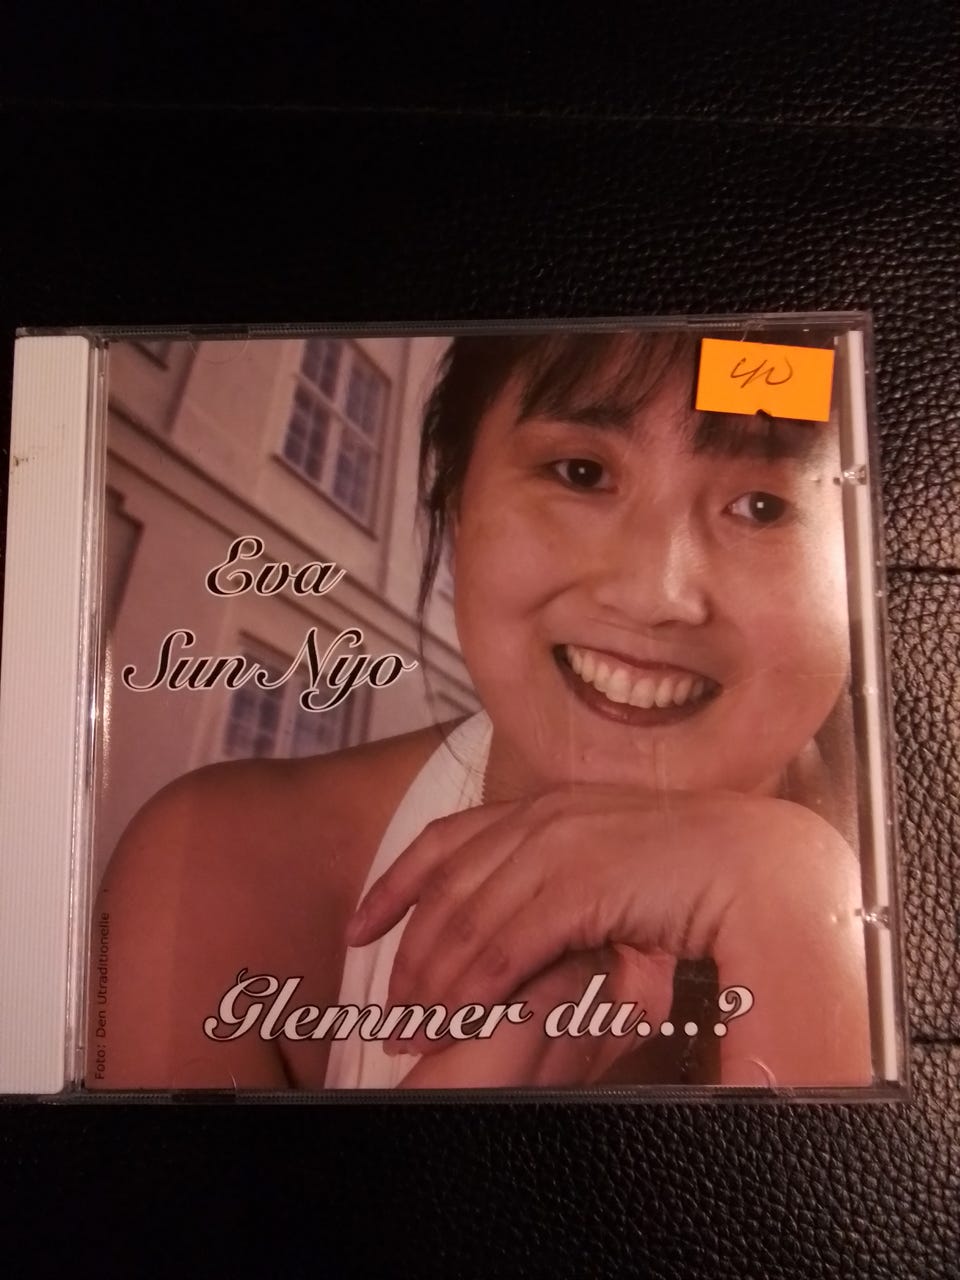 40
Eva
Sun Nyo
Glemmer du...?
Foto: Den Utraditionelle